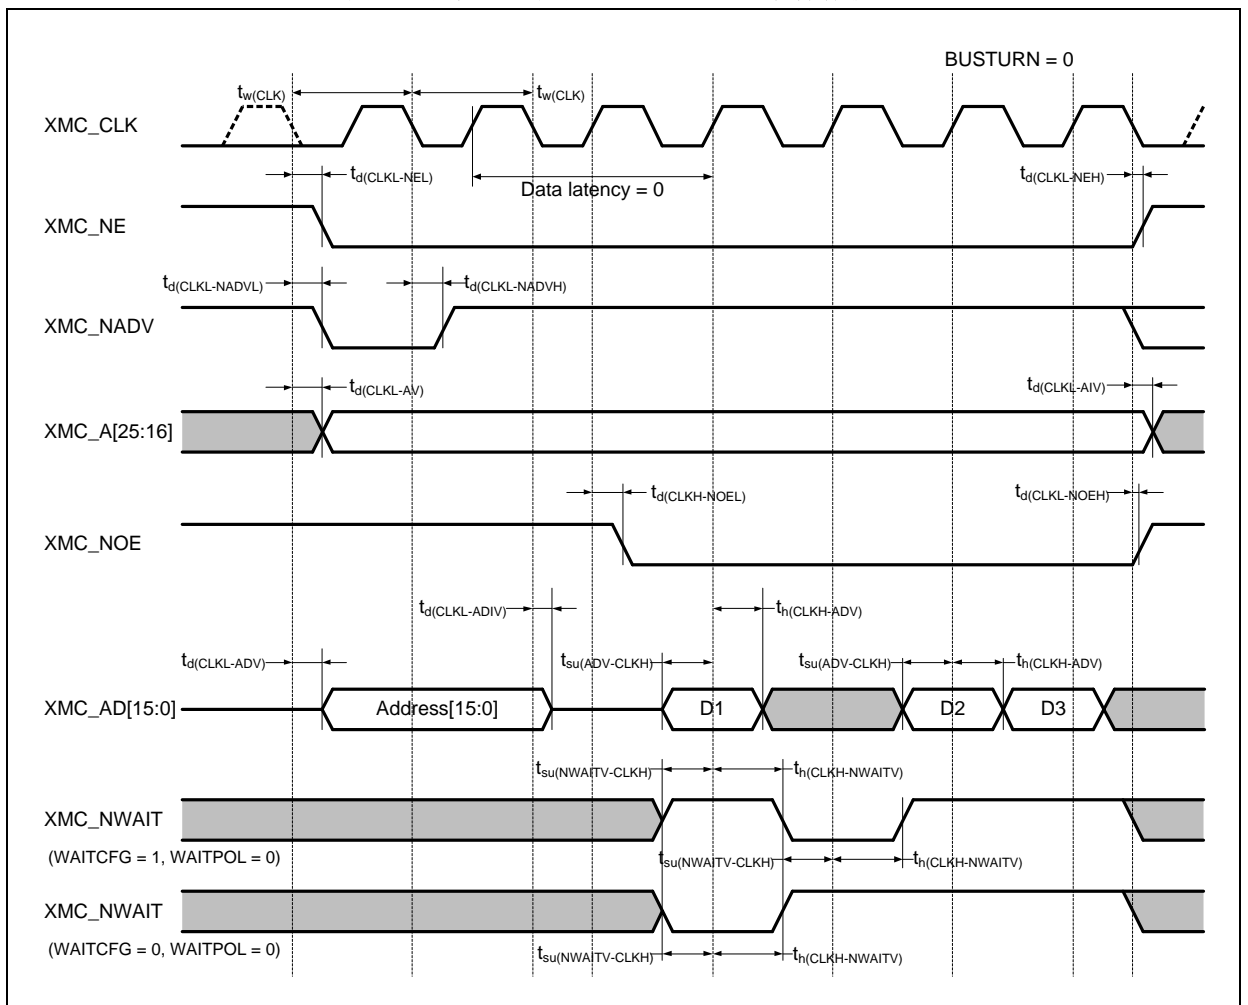 BUSTURN = 0
tw(CLK) tw(CLK)
XMC_CLK
td(CLKL-NEL) Data latency = 0 td(CLKL-NEH)
XMC_NE
td(CLKL-NADVL) td(CLKL-NADVH)
XMC_NADV
td(CLKL-AV) td(CLKL-AIV)
XMC_A[25:16]
td(CLKH-NOEL) td(CLKL-NOEH)
XMC_NOE
td(CLKL-ADIV) th(CLKH-ADV)
td(CLKL-ADV) tsu(ADV-CLKH) tsu(ADV-CLKH) th(CLKH-ADV)
XMC_AD[15:0] Address[15:0] D1 D2 D3
tsu(NWAITV-CLKH) th(CLKH-NWAITV)
XMC_NWAIT
(WAITCFG = 1, WAITPOL = 0) tsu(NWAITV-CLKH) th(CLKH-NWAITV)
XMC_NWAIT
(WAITCFG = 0, WAITPOL = 0) tsu(NWAITV-CLKH) th(CLKH-NWAITV)